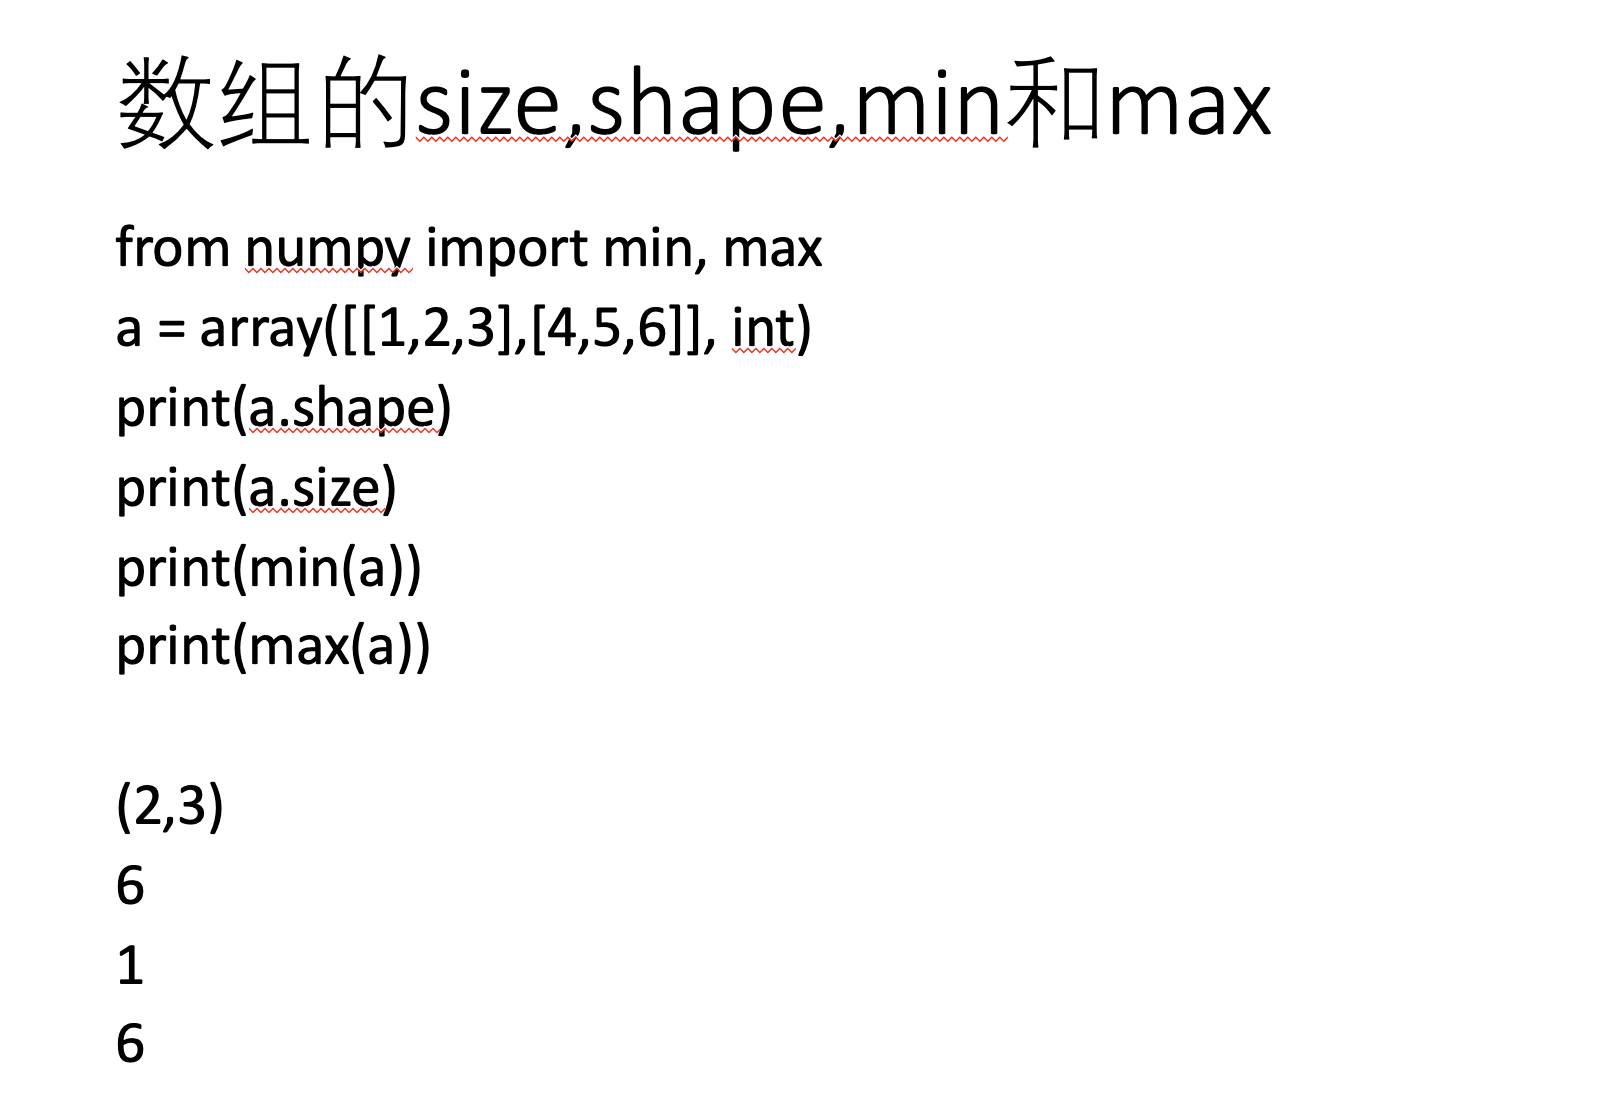 数组的size,shape,min和max
from numpy import min, max
a = array([[1,2,3],[4,5,6]], int)
print(a.shape)
print(a.size)
print(min(a))
print(max(a))
(2,3)
6
1
6